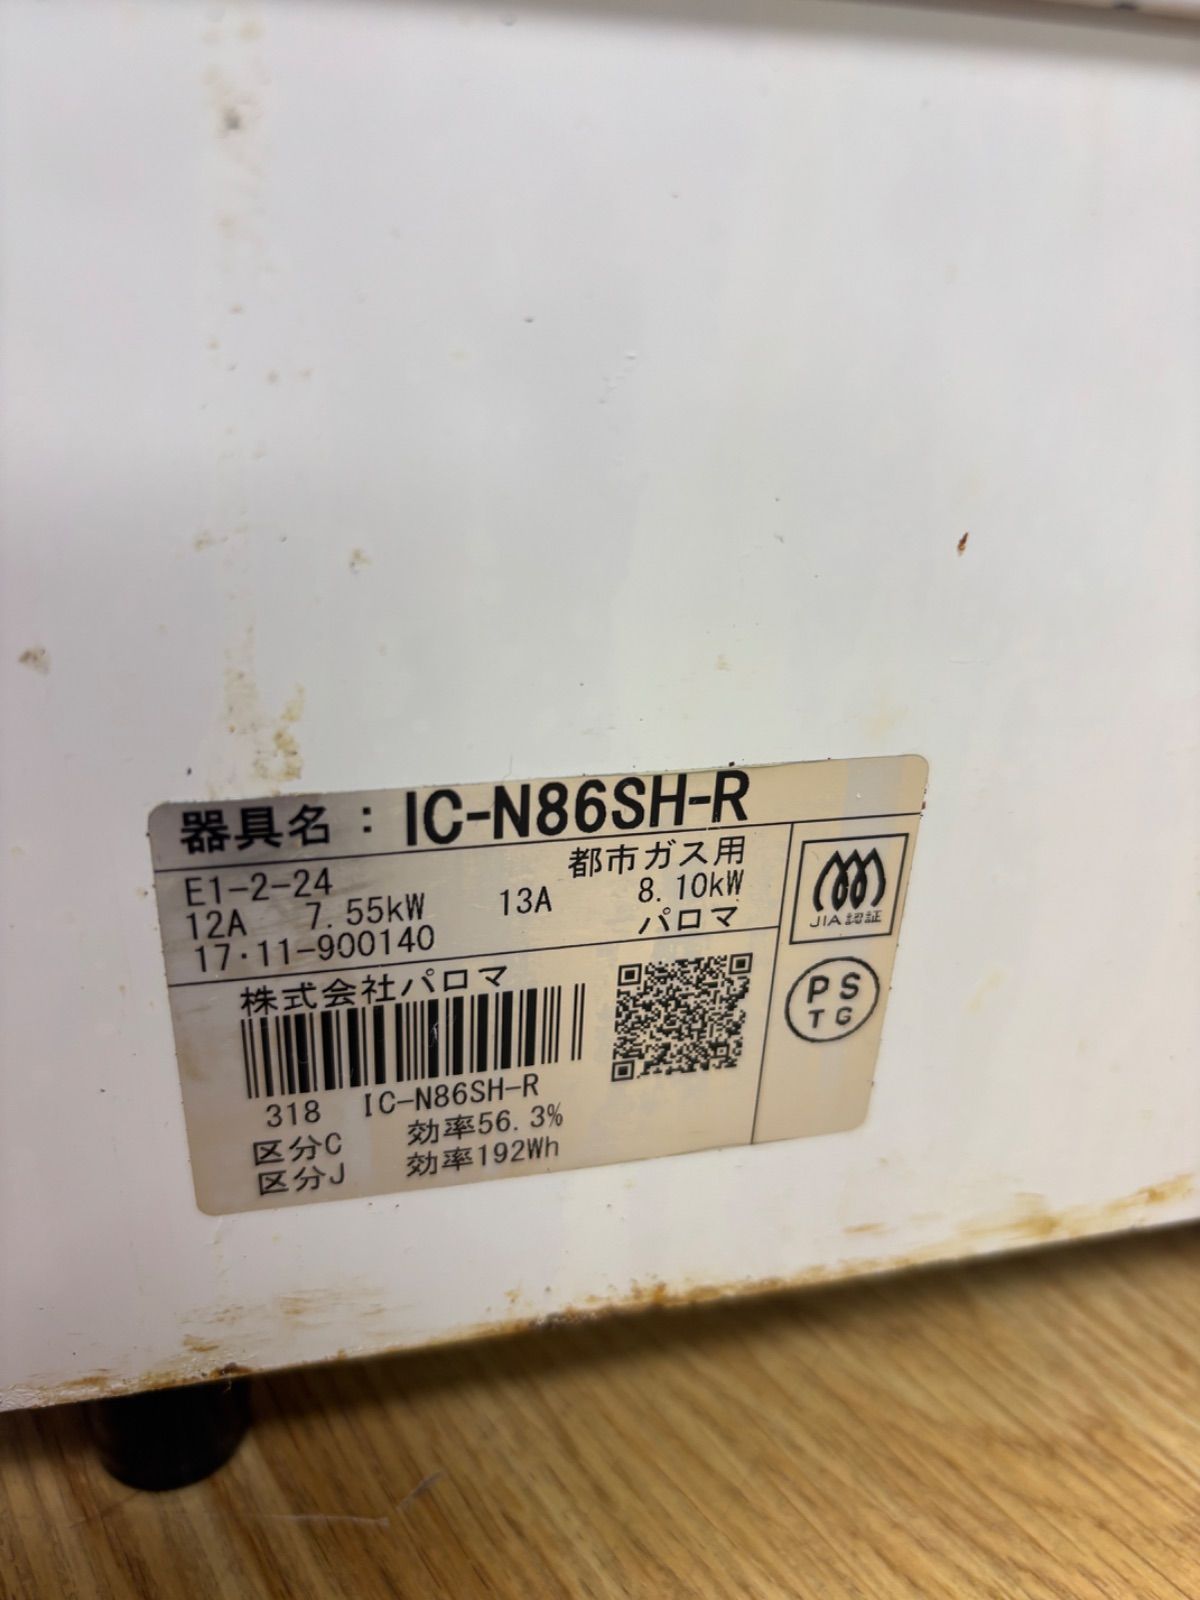 器具名：IC-N86SH-R
E1-2-24 都市ガス用
12A 7.55kW 13A 8.10kW
17・11-900140 パロマ
株式会社パロマ
318 IC-N86SH-R
区分C 効率56.3%
区分J 効率192Wh
JIA認証
PS
TG